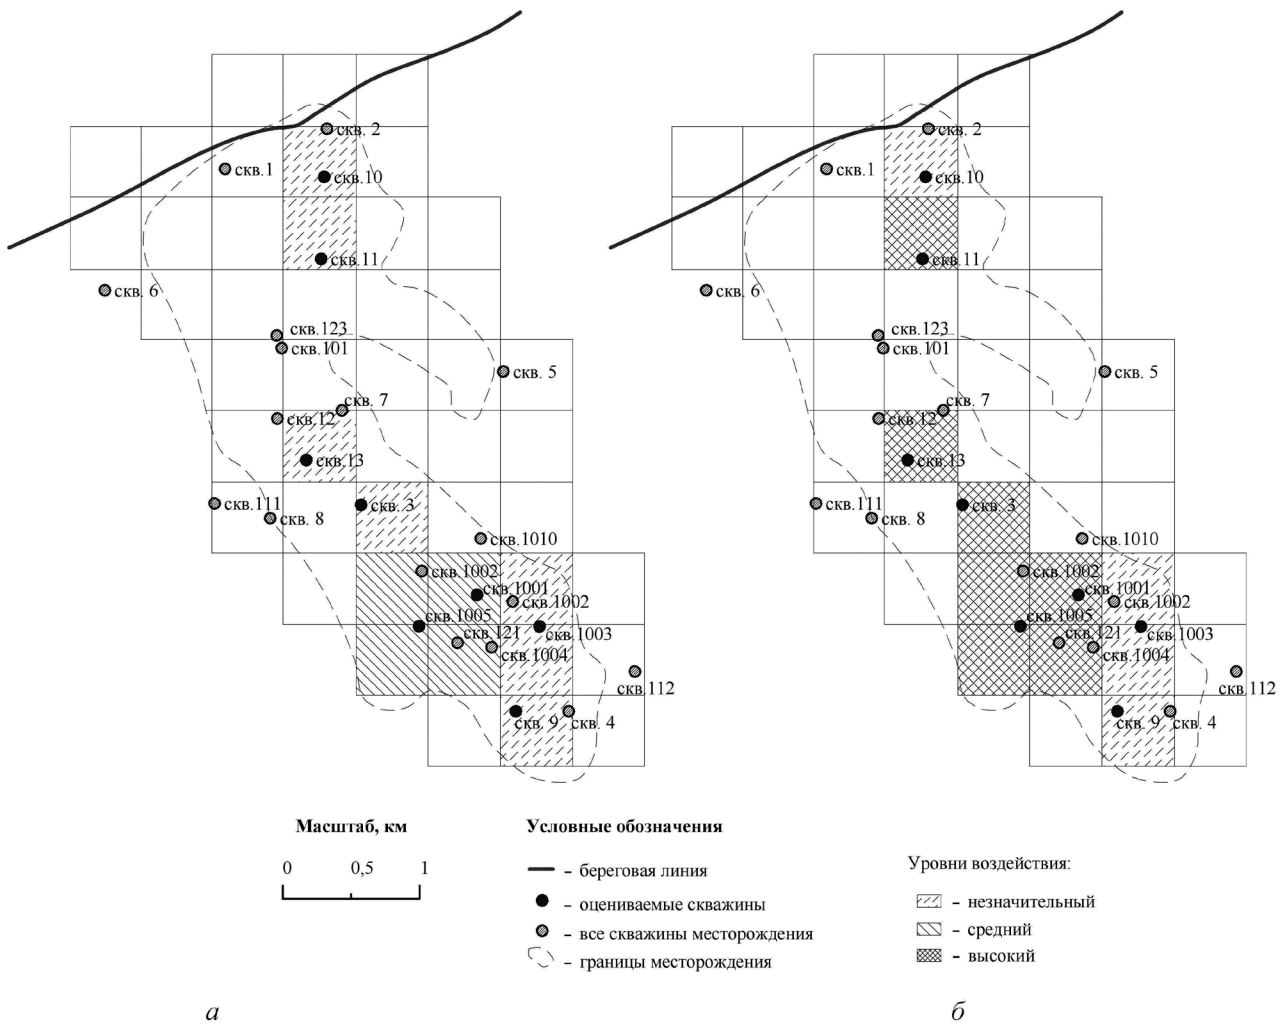 скв. 2
скв.1
скв.10
скв.11
скв. 6
скв.123
скв.101
скв. 5
скв. 7
скв.12
скв.13
скв.111
скв. 3
скв. 8
скв.1010
скв.1002
скв.1001
скв.1002
скв.1005
скв.121
скв.1003
скв.1004
скв.112
скв. 9
скв. 4
скв. 2
скв.1
скв.10
скв.11
скв. 6
скв.123
скв.101
скв. 5
скв. 7
скв.12
скв.13
скв.111
скв. 3
скв. 8
скв.1010
скв.1002
скв.1001
скв.1002
скв.1005
скв.121
скв.1003
скв.1004
скв.112
скв. 9
скв. 4
Масштаб, км
0 0,5 1
Условные обозначения
– береговая линия
– оцениваемые скважины
– все скважины месторождения
– границы месторождения
Уровни воздействия:
– незначительный
– средний
– высокий
а
б